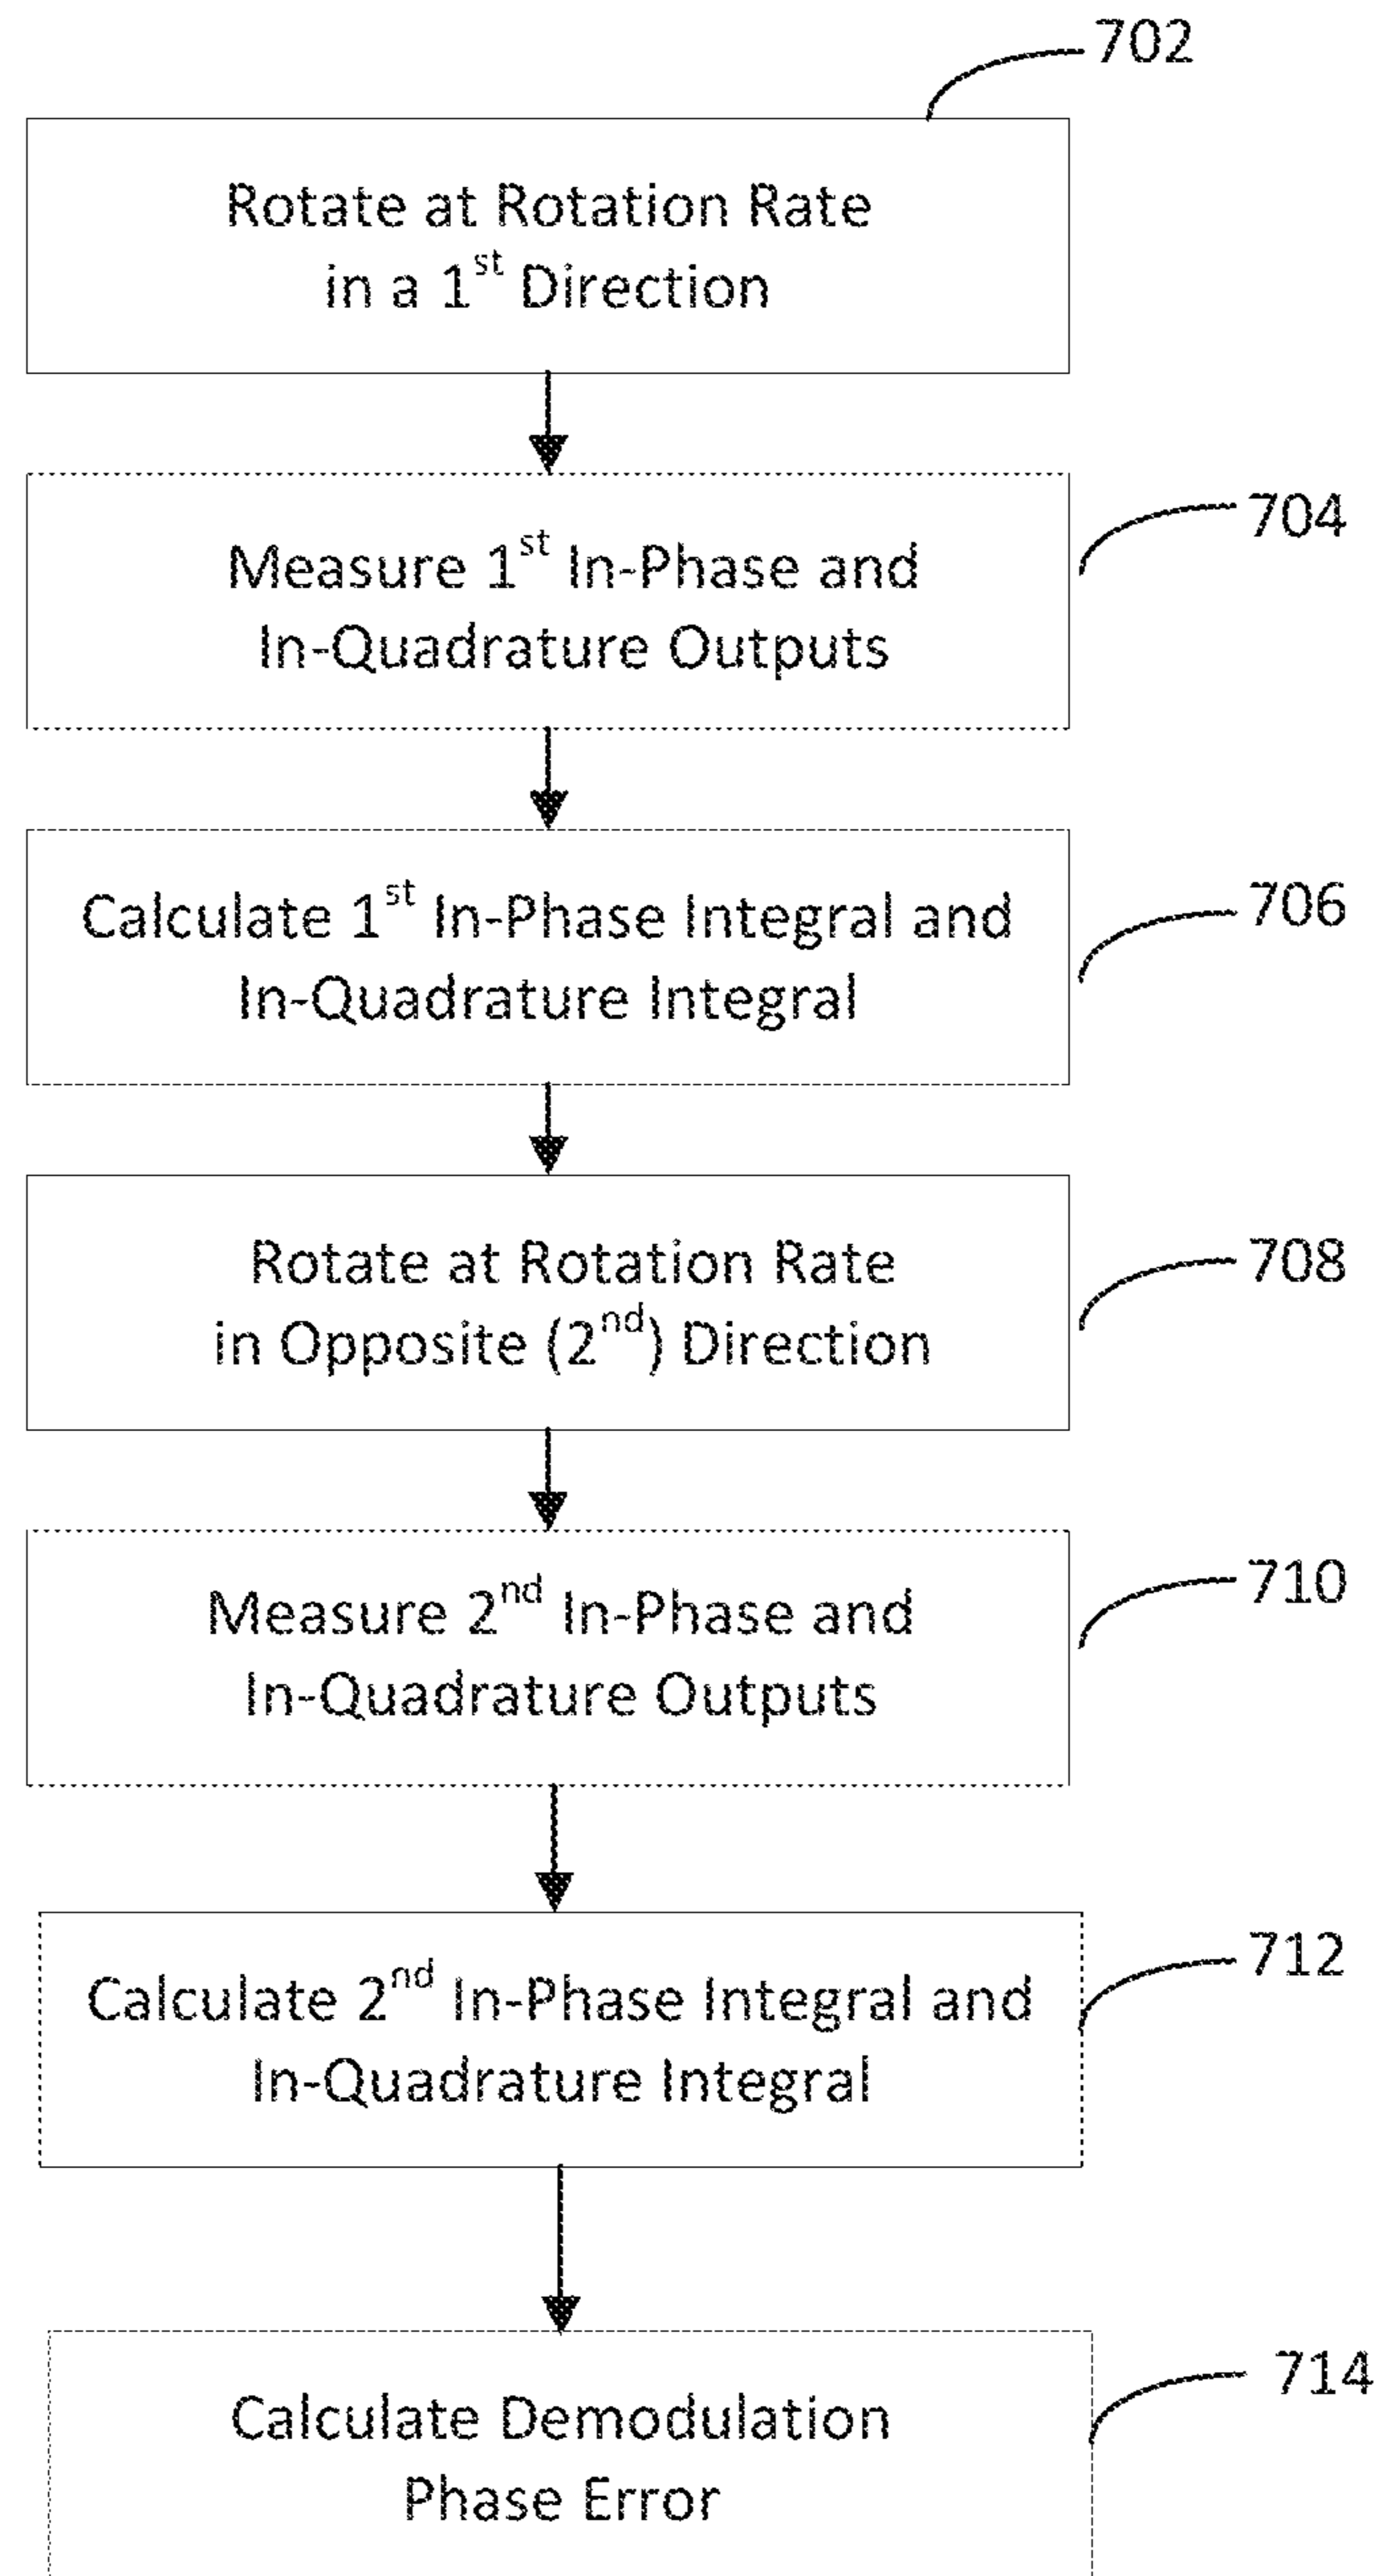 702
Rotate at Rotation Rate
in a 1st Direction
704
Measure 1st In-Phase and
In-Quadrature Outputs
706
Calculate 1st In-Phase Integral and
In-Quadrature Integral
708
Rotate at Rotation Rate
in Opposite (2nd) Direction
710
Measure 2nd In-Phase and
In-Quadrature Outputs
712
Calculate 2nd In-Phase Integral and
In-Quadrature Integral
714
Calculate Demodulation
Phase Error